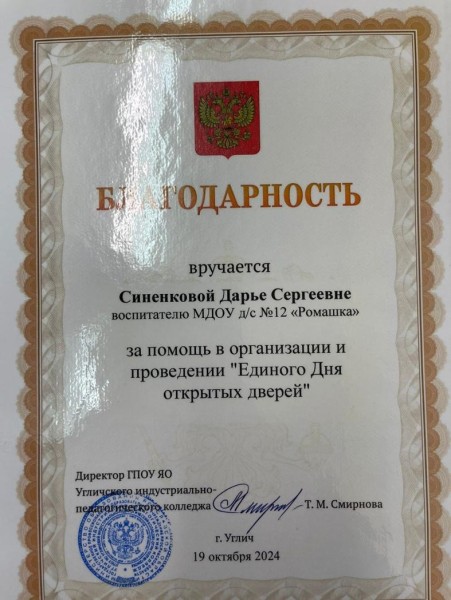 БЛАГОДАРНОСТЬ
вручается
Синенковой Дарье Сергеевне
воспитателю МДОУ д/с №12 «Ромашка»
за помощь в организации и
проведении "Единого Дня
открытых дверей"
Директор ГПОУ ЯО
Угличского индустриально-
педагогического колледжа Т. М. Смирнова
г. Углич
19 октября 2024